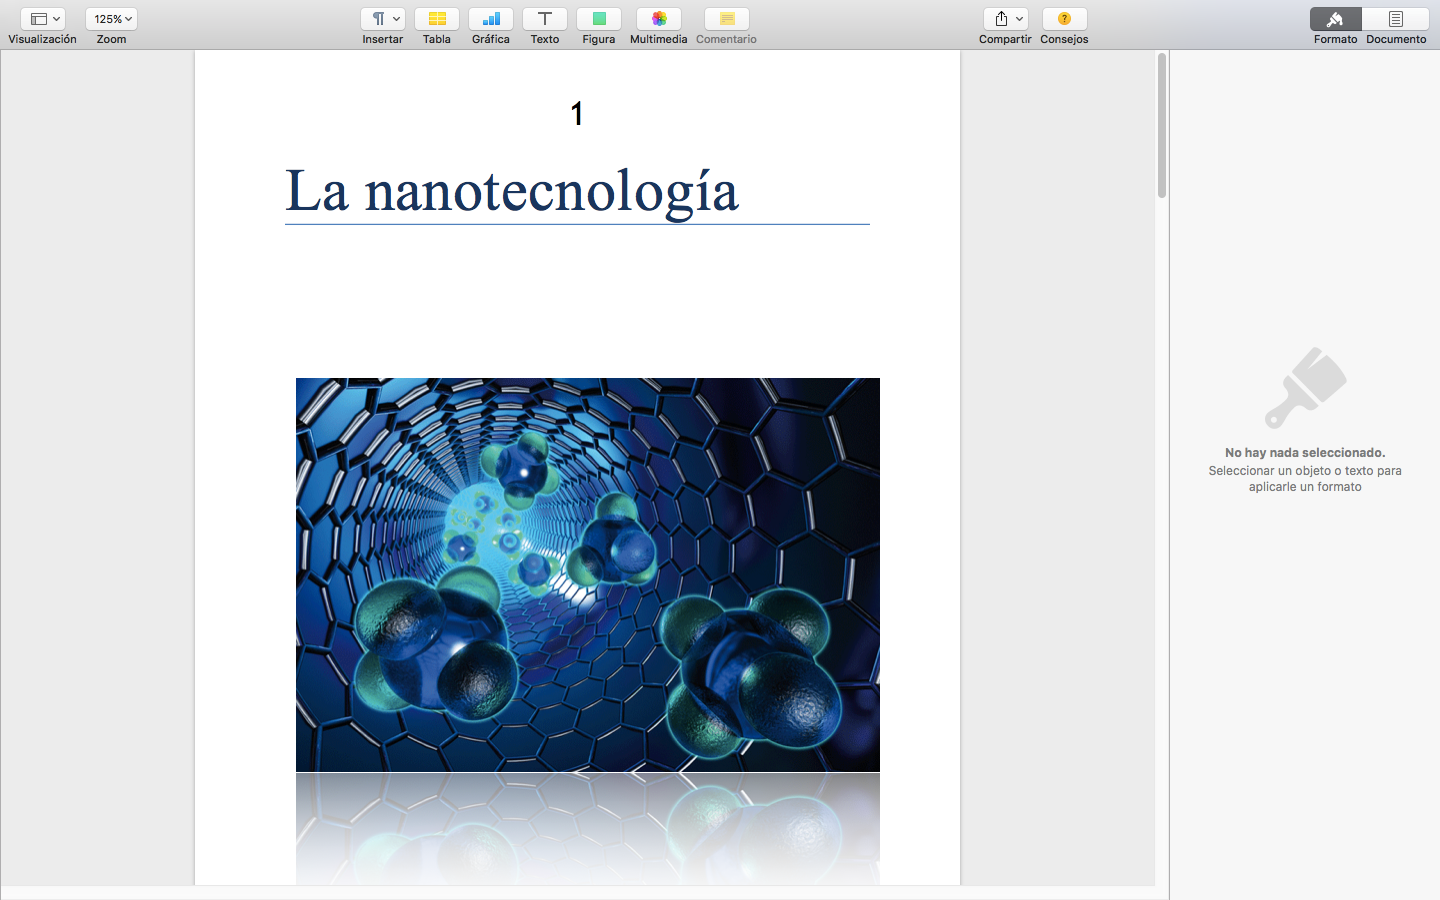 125%
Visualización Zoom Insertar Tabla Gráfica Texto Figura Multimedia Comentario Compartir Consejos Formato Documento
1
La nanotecnología
No hay nada seleccionado.
Seleccionar un objeto o texto para
aplicarle un formato